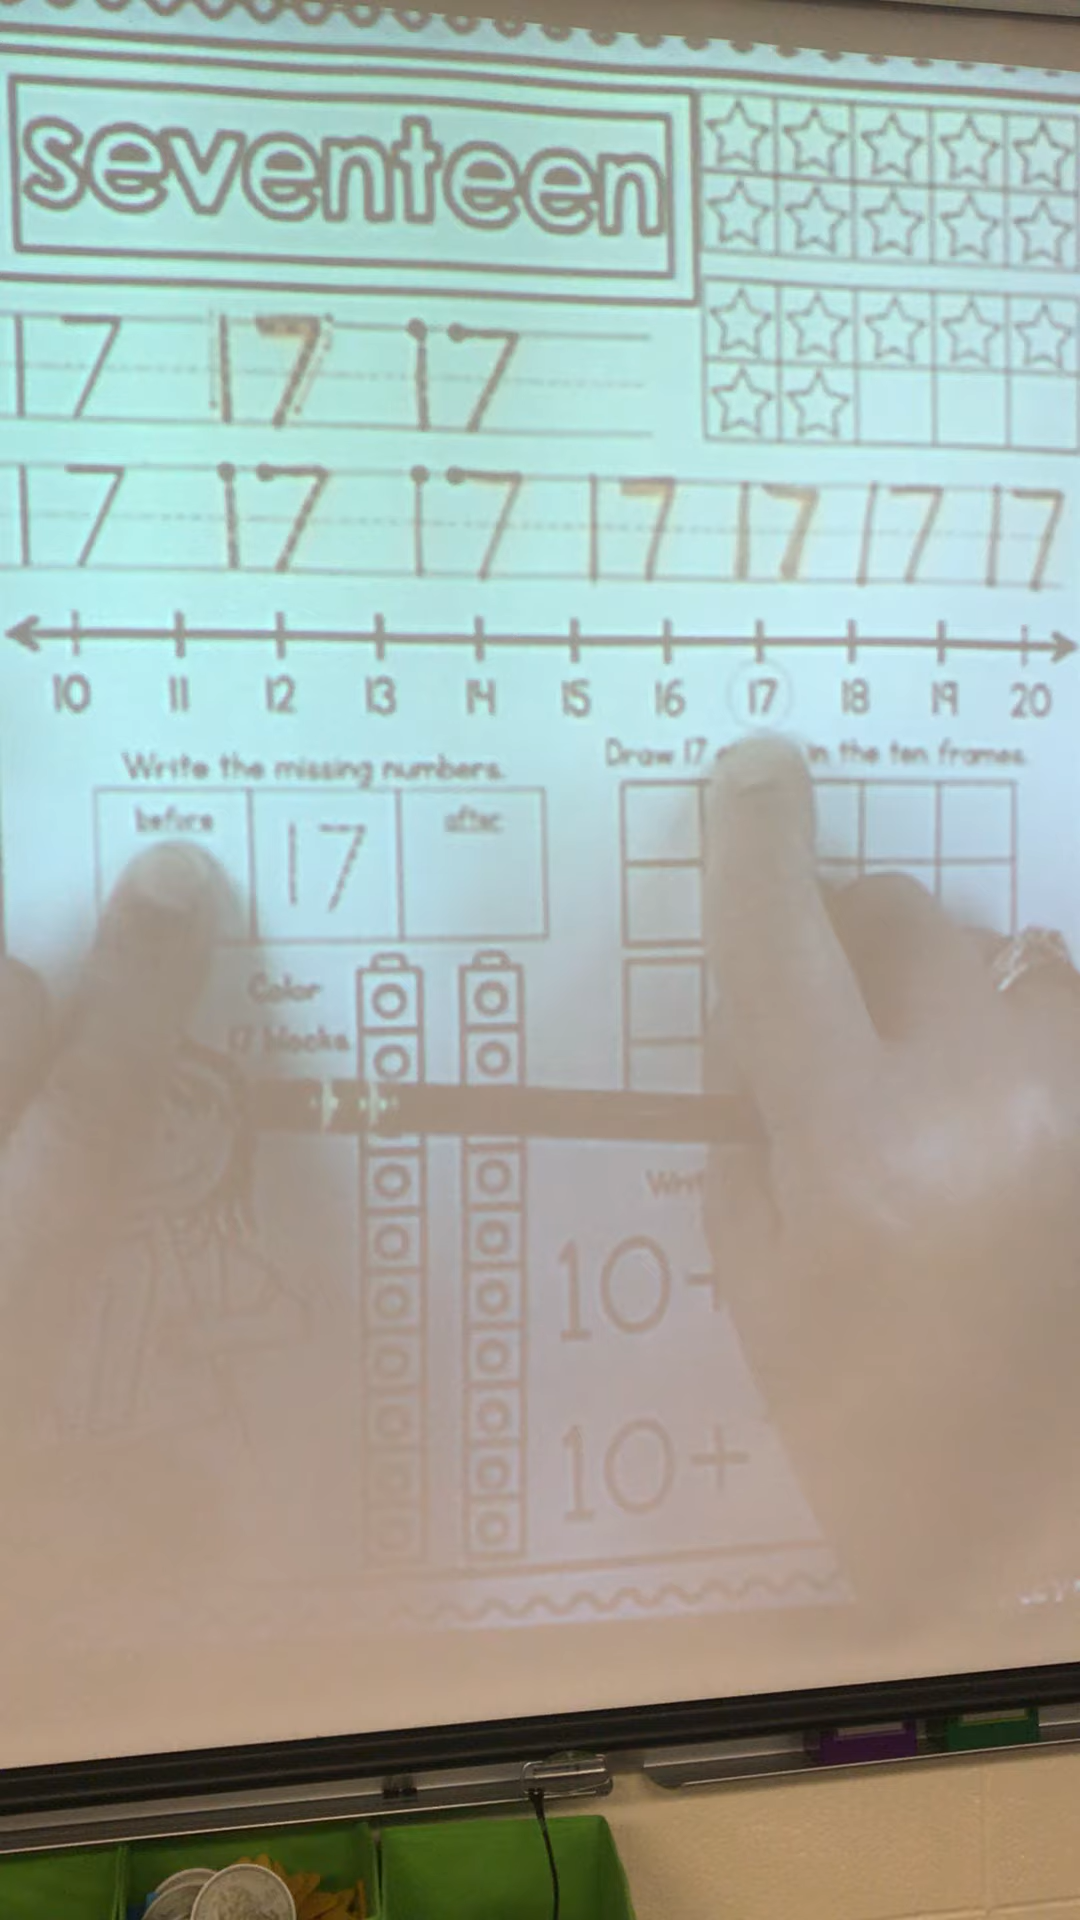 seventeen
17 17 17
17 17 17 17 17 17 17
10 11 12 13 14 15 16 17 18 19 20
Write the missing numbers.
before 17 after
Draw 17 in the ten frames.
Color
17 blocks
10+
10+